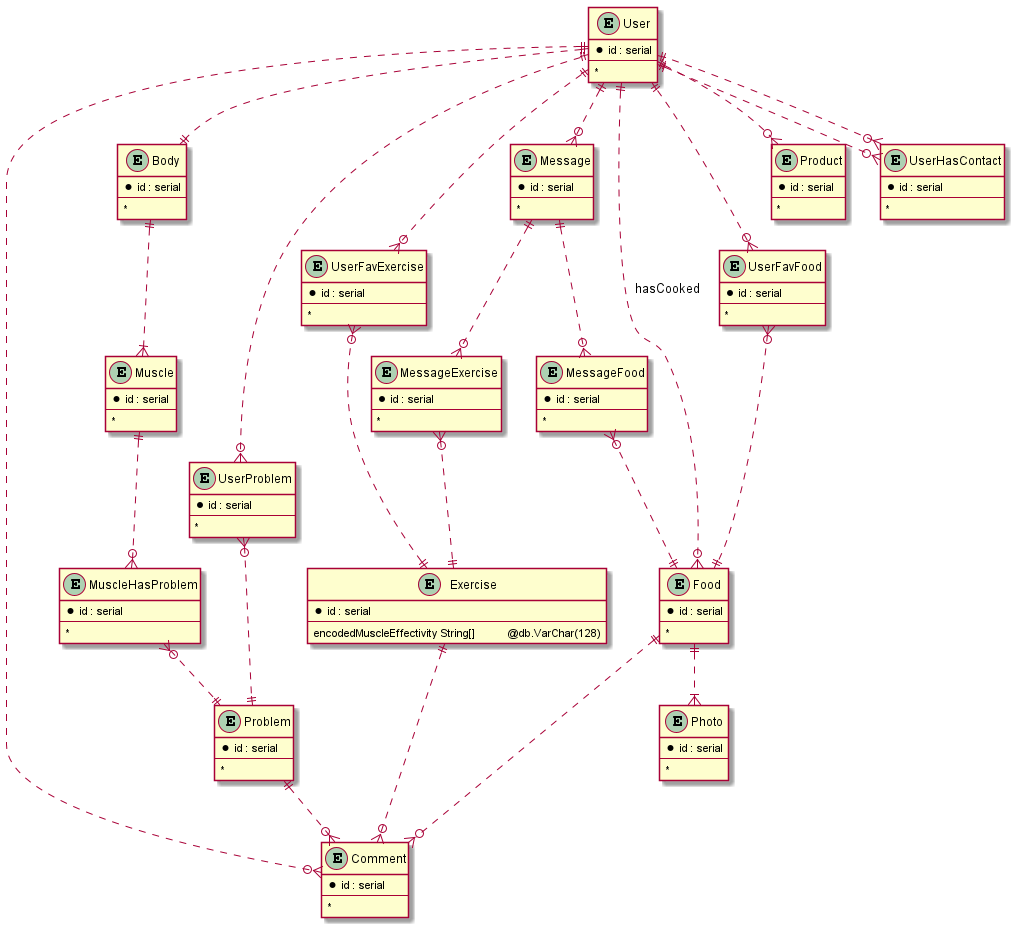 E User
id : serial
*
E Body
id : serial
*
E Message
id : serial
*
E Product
id : serial
*
E UserHasContact
id : serial
*
E UserFavExercise
id : serial
*
hasCooked
E UserFavFood
id : serial
*
E Muscle
id : serial
*
E MessageExercise
id : serial
*
E MessageFood
id : serial
*
E UserProblem
id : serial
*
E MuscleHasProblem
id : serial
*
E Exercise
id : serial
encodedMuscleEffectivity String[] @db.VarChar(128)
E Food
id : serial
*
E Problem
id : serial
*
E Photo
id : serial
*
E Comment
id : serial
*